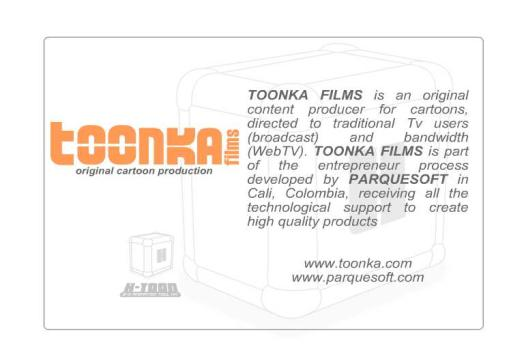 TOONKA FILMS is an original
content producer for cartoons,
directed to traditional Tv users
(broadcast) and bandwidth
(WebTV). TOONKA FILMS is part
of the entrepreneur process
developed by PARQUESOFT in
Cali, Colombia, receiving all the
technological support to create
high quality products
www.toonka.com
www.parquesoft.com
toonka
films
original cartoon production
K-TOON